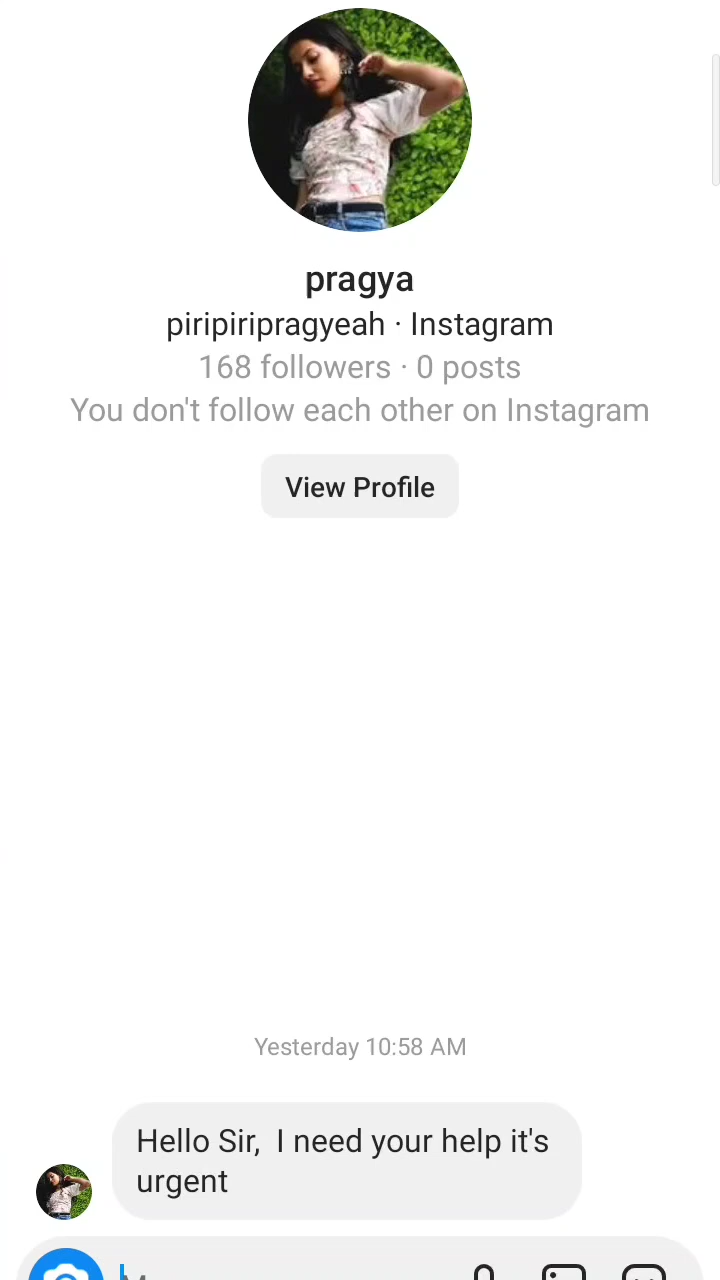 pragya
piripiripragyeah · Instagram
168 followers · 0 posts
You don't follow each other on Instagram
View Profile
Yesterday 10:58 AM
Hello Sir,  I need your help it's
urgent